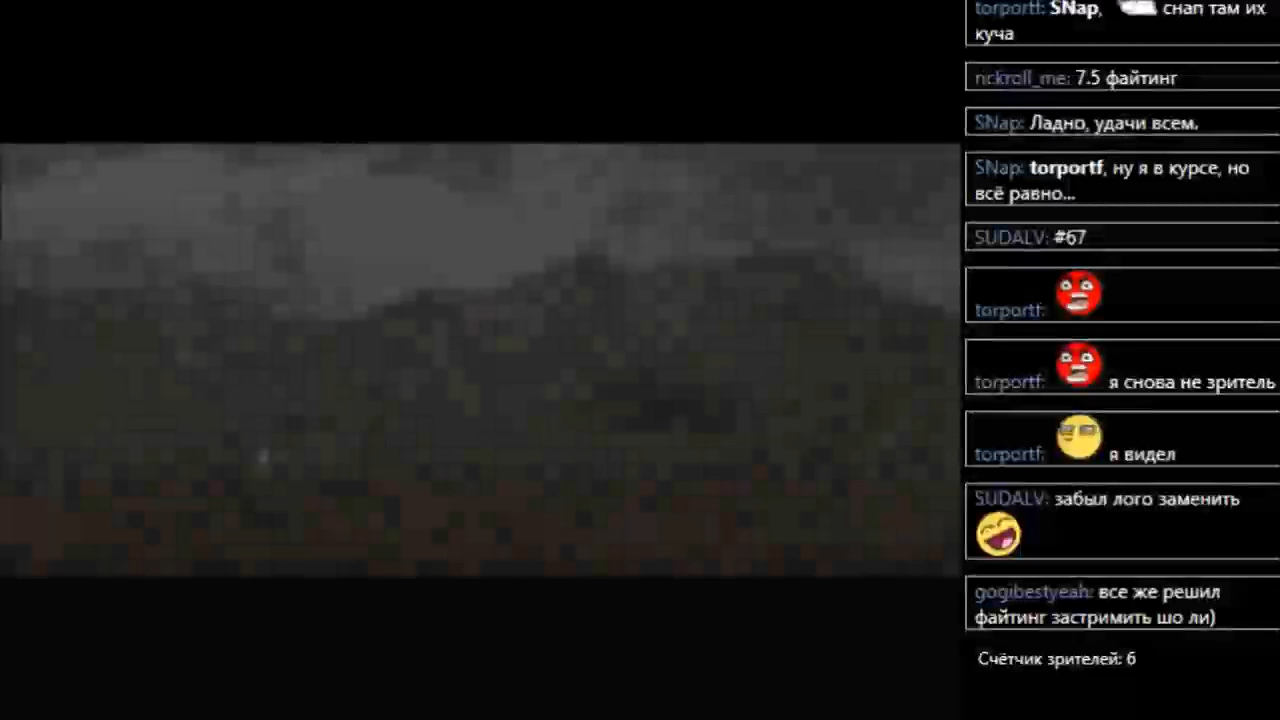 torportf: SNap, снап там их
куча
rickroll_me: 7.5 файтинг
SNap: Ладно, удачи всем.
SNap: torportf, ну я в курсе, но
всё равно...
SUDALV: #67
torportf:
torportf: я снова не зритель
torportf: я видел
SUDALV: забыл лого заменить
gogibestyeah: все же решил
файтинг застримить шо ли)
Счётчик зрителей: 6